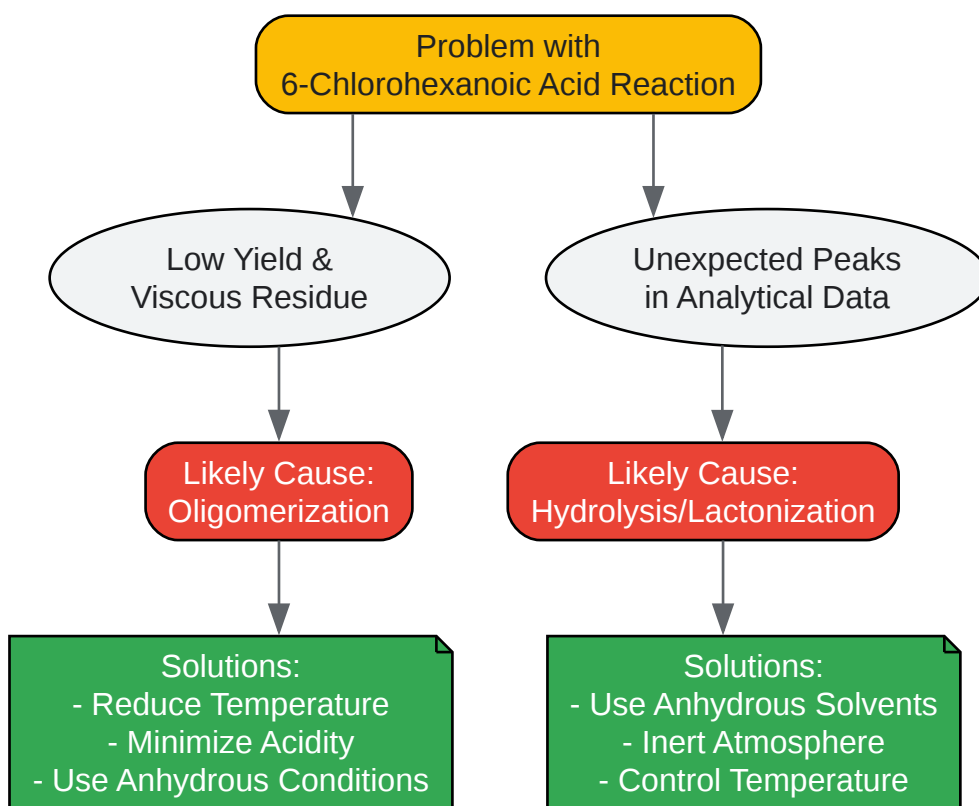 Problem with
6-Chlorohexanoic Acid Reaction
Low Yield &
Viscous Residue
Unexpected Peaks
in Analytical Data
Likely Cause:
Oligomerization
Likely Cause:
Hydrolysis/Lactonization
Solutions:
- Reduce Temperature
- Minimize Acidity
- Use Anhydrous Conditions
Solutions:
- Use Anhydrous Solvents
- Inert Atmosphere
- Control Temperature